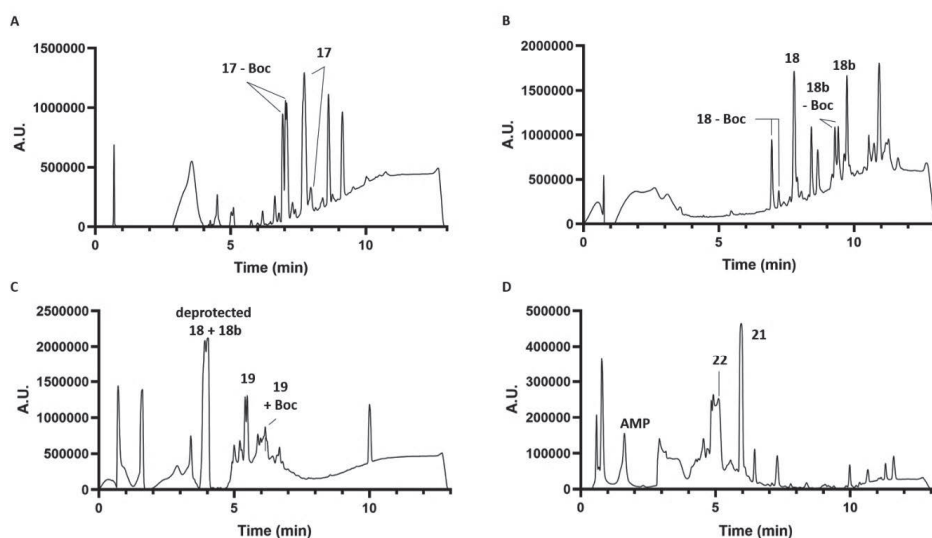 A
1500000
1000000
500000
0
A.U.
17 - Boc
17
0 5 10
Time (min)
B
2000000
1500000
1000000
500000
0
A.U.
18
18b
18b
- Boc
18 - Boc
0 5 10
Time (min)
C
2500000
2000000
1500000
1000000
500000
0
A.U.
deprotected
18 + 18b
19
19
+ Boc
0 5 10
Time (min)
D
500000
400000
300000
200000
100000
0
A.U.
21
22
AMP
0 5 10
Time (min)